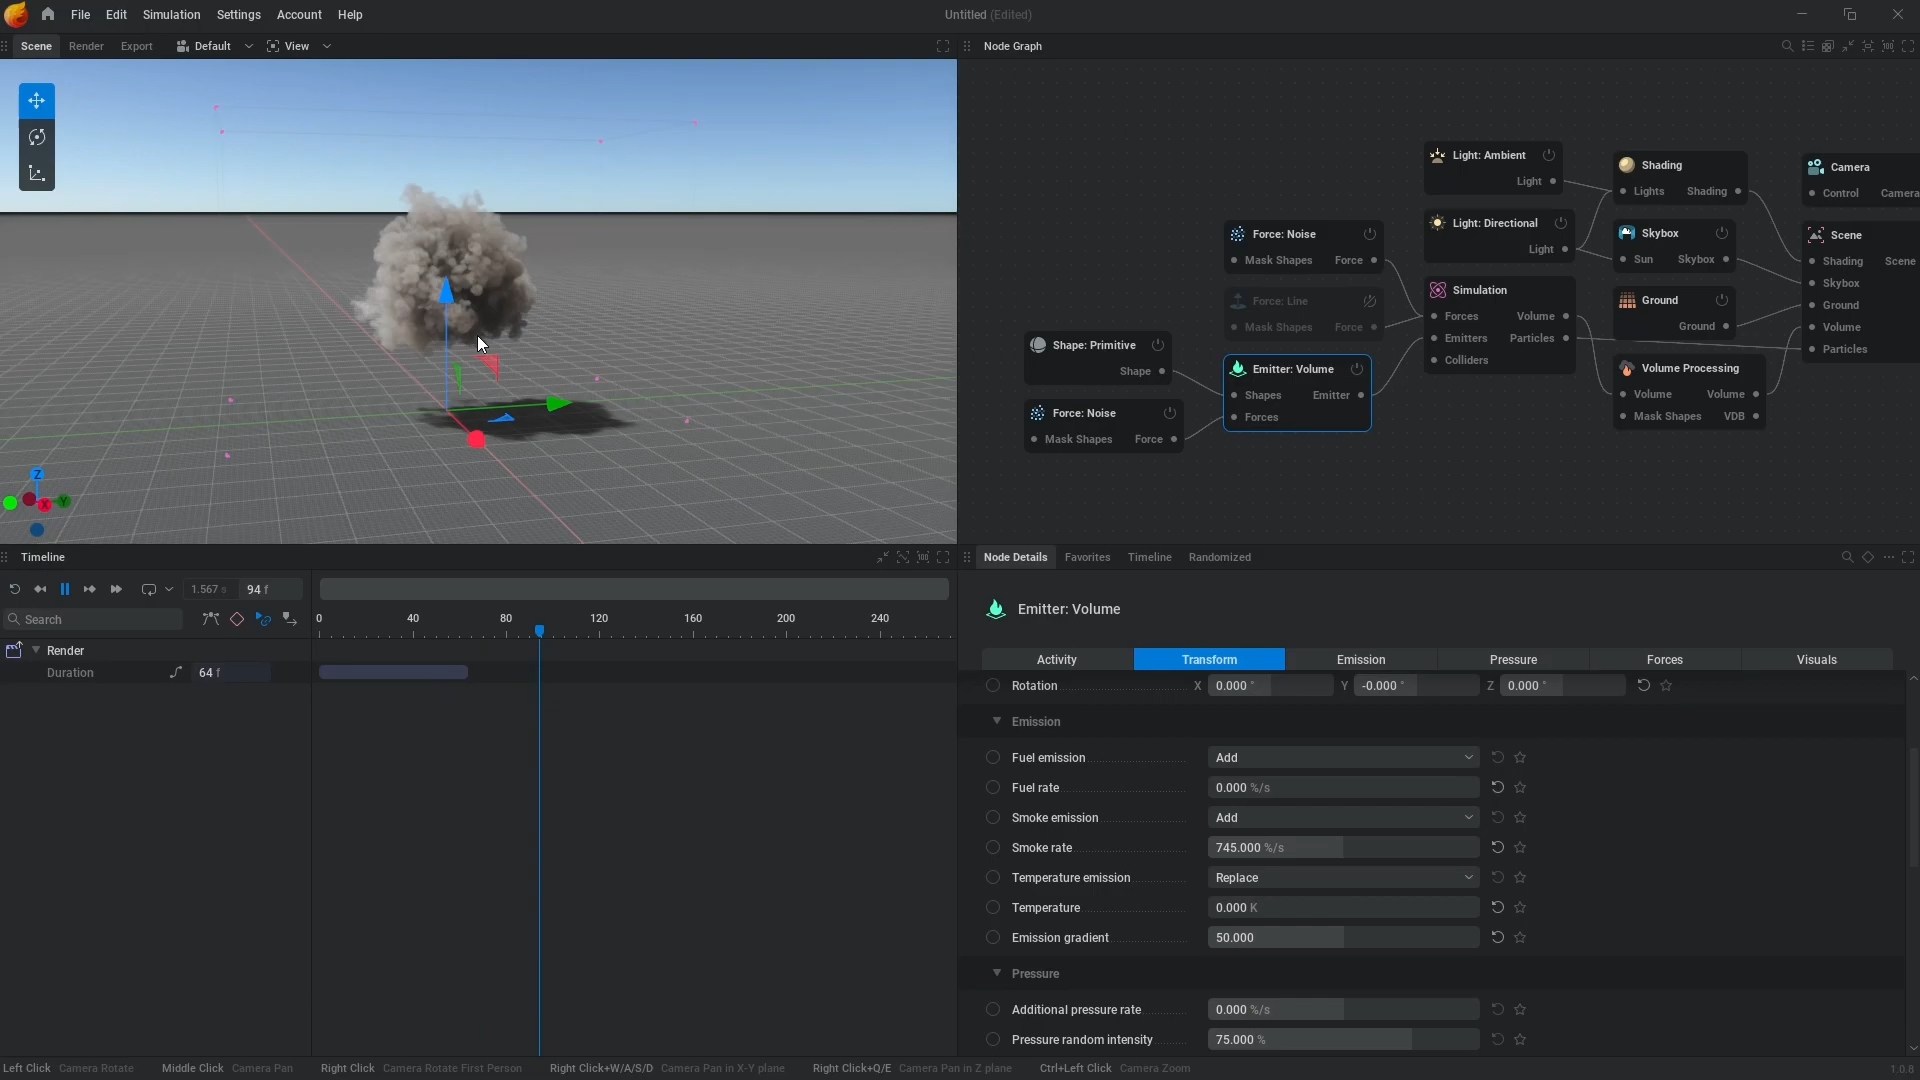 File Edit Simulation Settings Account Help Untitled (Edited)
Scene Render Export Default View Node Graph
Light: Ambient
Light
Light: Directional
Light
Shading
Lights Shading
Camera
Control Camera
Force: Noise
Mask Shapes Force
Skybox
Sun Skybox
Scene
Shading Scene
Skybox
Ground
Volume
Particles
Force: Line
Mask Shapes Force
Simulation
Forces Volume
Emitters Particles
Colliders
Ground
Ground
Shape: Primitive
Shape
Emitter: Volume
Shapes Emitter
Forces
Volume Processing
Volume Volume
Mask Shapes VDB
Force: Noise
Mask Shapes Force
Z
X Y
Timeline
1.567 s 94 f
Search
0 40 80 120 160 200 240
Render
Duration 64 f
Node Details Favorites Timeline Randomized
Emitter: Volume
Activity Transform Emission Pressure Forces Visuals
Rotation X 0.000 ° Y -0.000 ° Z 0.000 °
Emission
Fuel emission Add
Fuel rate 0.000 %/s
Smoke emission Add
Smoke rate 745.000 %/s
Temperature emission Replace
Temperature 0.000 K
Emission gradient 50.000
Pressure
Additional pressure rate 0.000 %/s
Pressure random intensity 75.000 %
Left Click Camera Rotate Middle Click Camera Pan Right Click Camera Rotate First Person Right Click+W/A/S/D Camera Pan in X-Y plane Right Click+Q/E Camera Pan in Z plane Ctrl+Left Click Camera Zoom 1.0.8